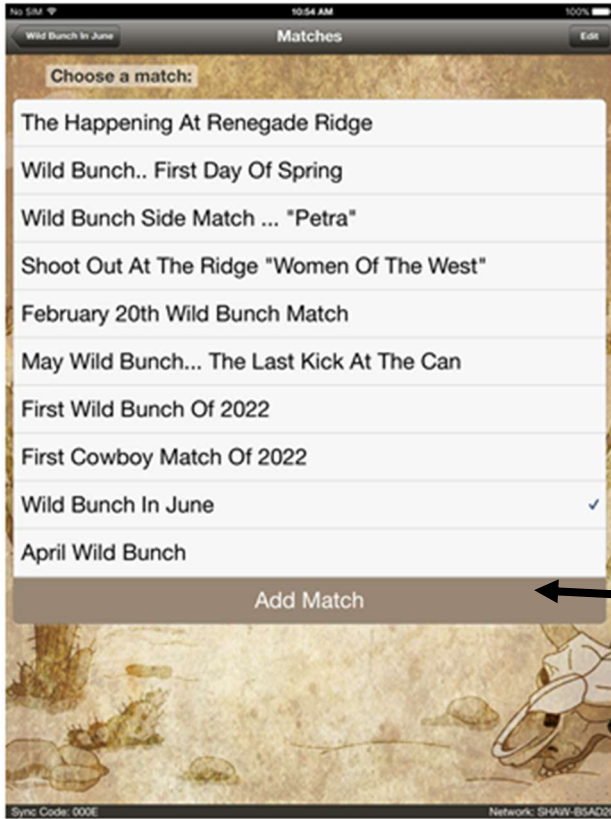 No SIM 10:54 AM 100%
Wild Bunch In June Matches Edit
Choose a match:
The Happening At Renegade Ridge
Wild Bunch.. First Day Of Spring
Wild Bunch Side Match ... "Petra"
Shoot Out At The Ridge "Women Of The West"
February 20th Wild Bunch Match
May Wild Bunch... The Last Kick At The Can
First Wild Bunch Of 2022
First Cowboy Match Of 2022
Wild Bunch In June
April Wild Bunch
Add Match
Sync Code: 000E Network: